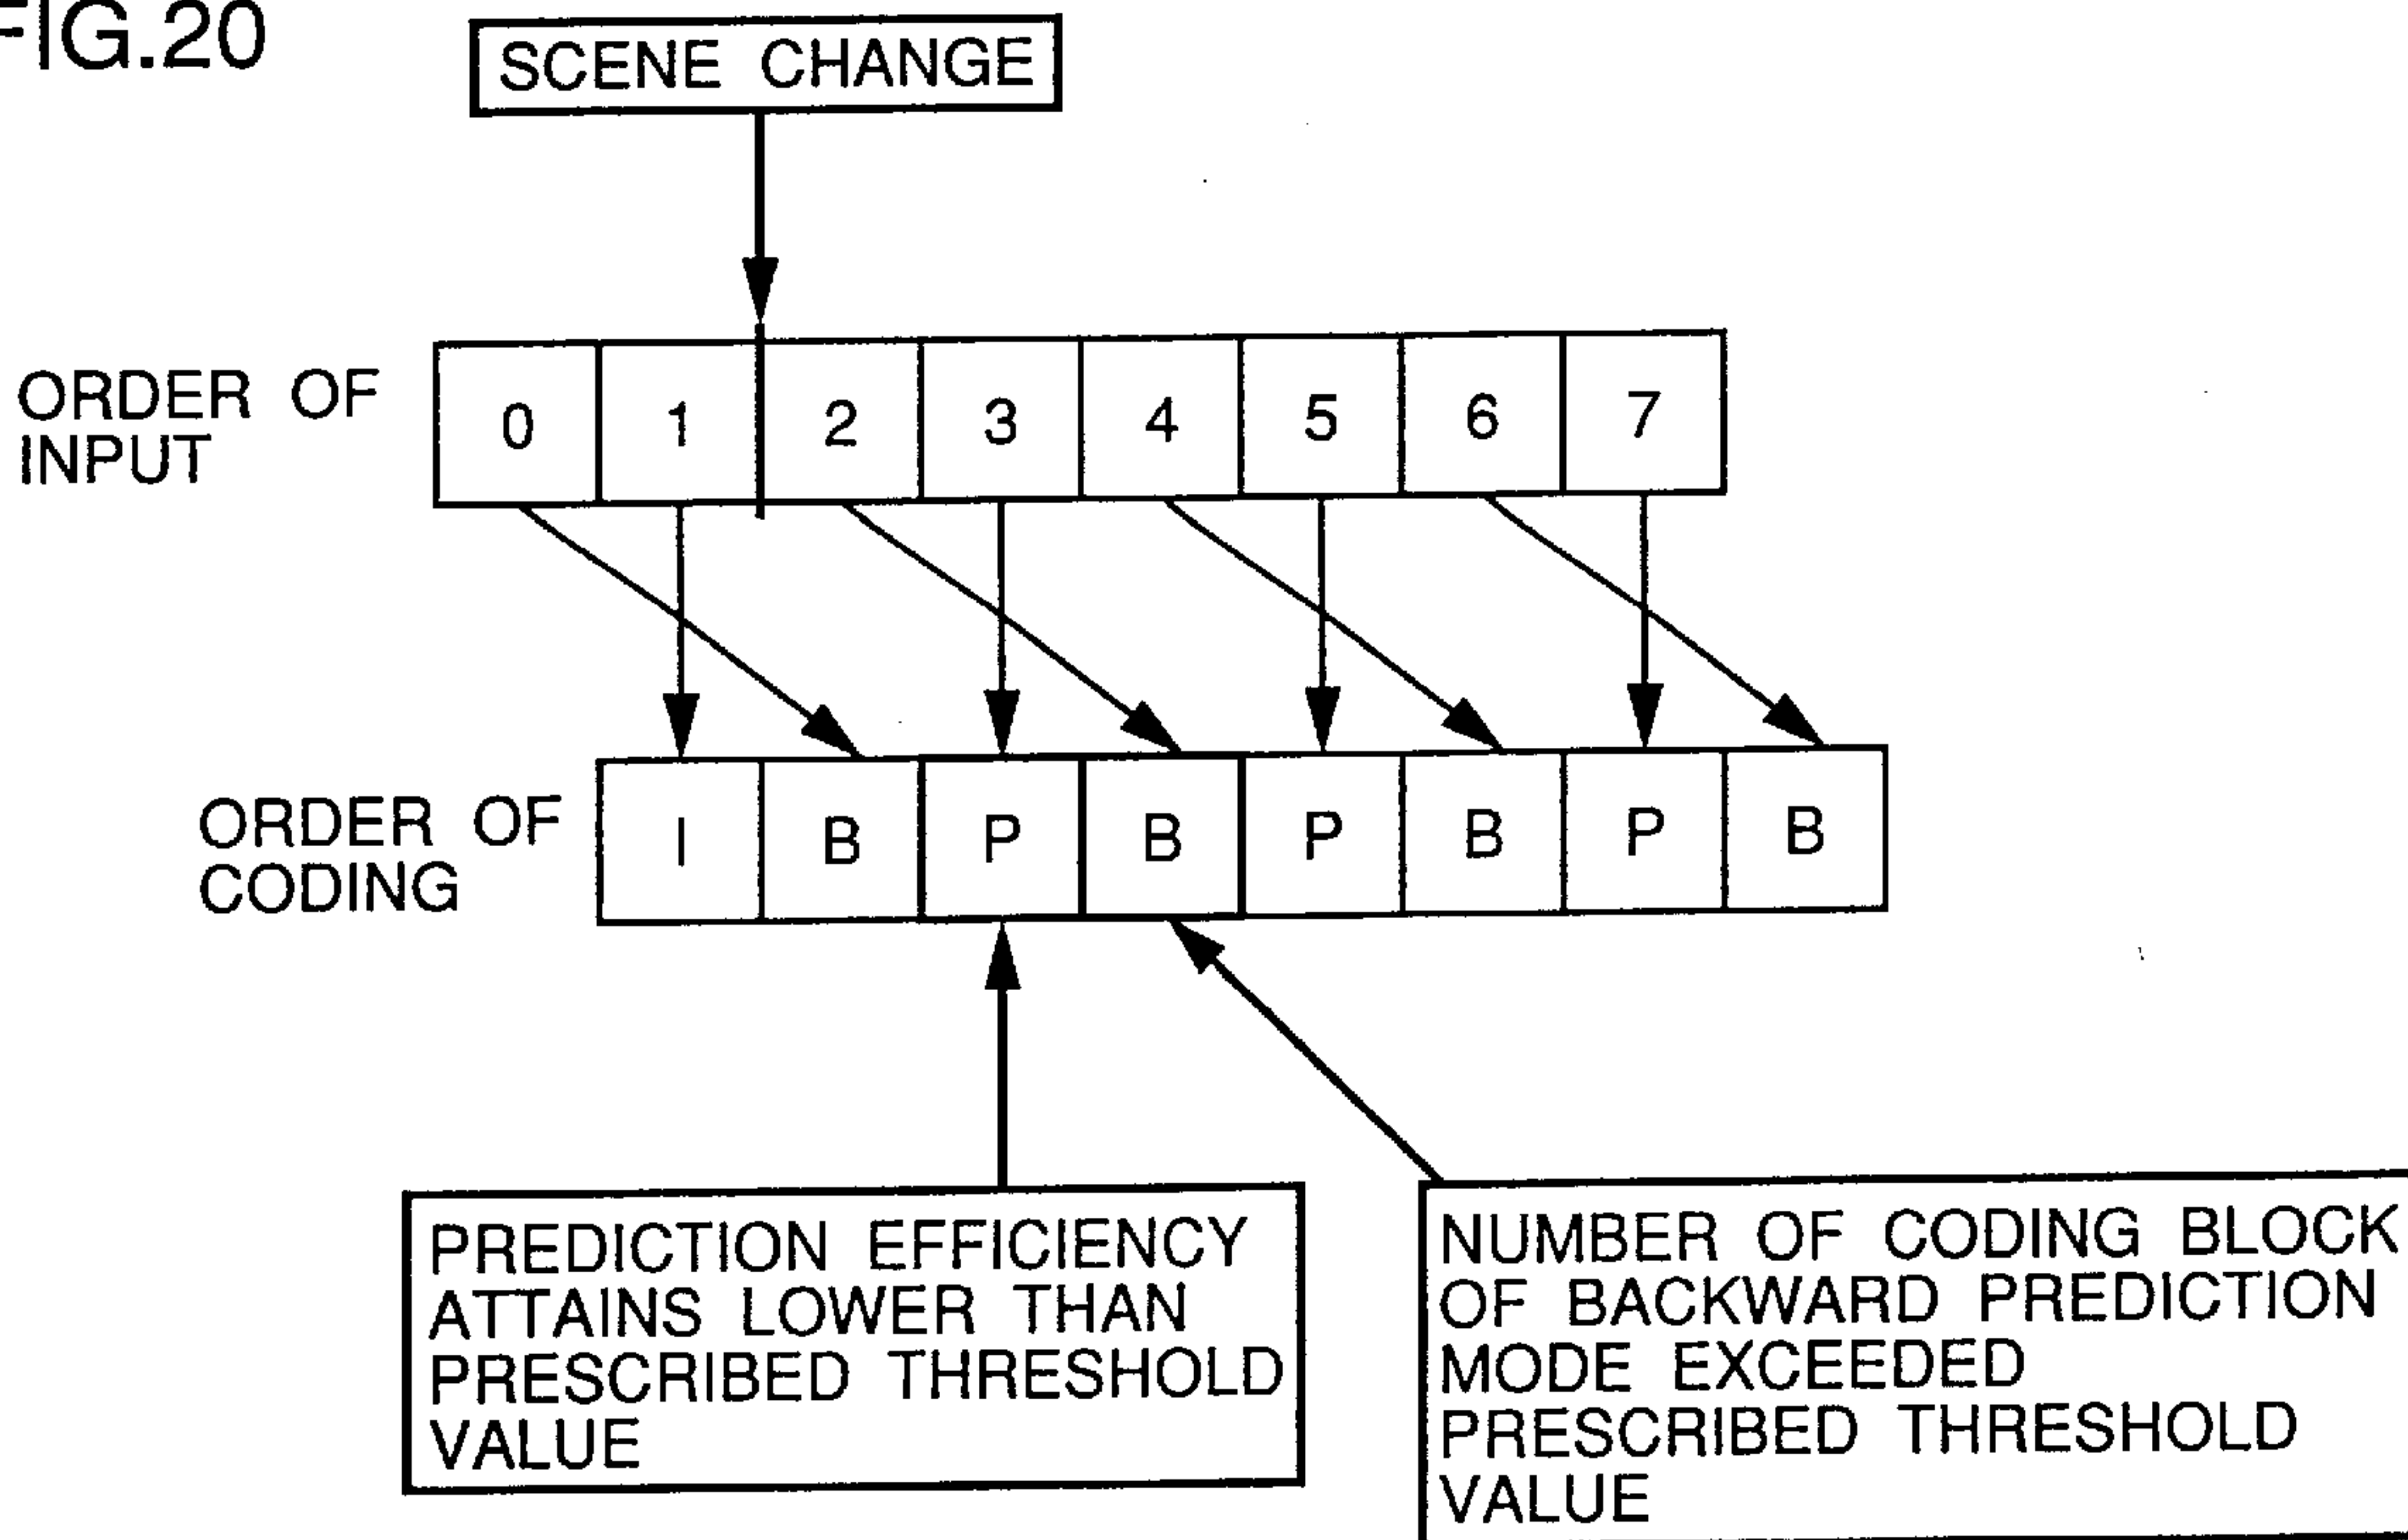 FIG.20
SCENE CHANGE
ORDER OF
INPUT
0 1 2 3 4 5 6 7
ORDER OF
CODING
I B P B P B P B
PREDICTION EFFICIENCY
ATTAINS LOWER THAN
PRESCRIBED THRESHOLD
VALUE
NUMBER OF CODING BLOCK
OF BACKWARD PREDICTION
MODE EXCEEDED
PRESCRIBED THRESHOLD
VALUE